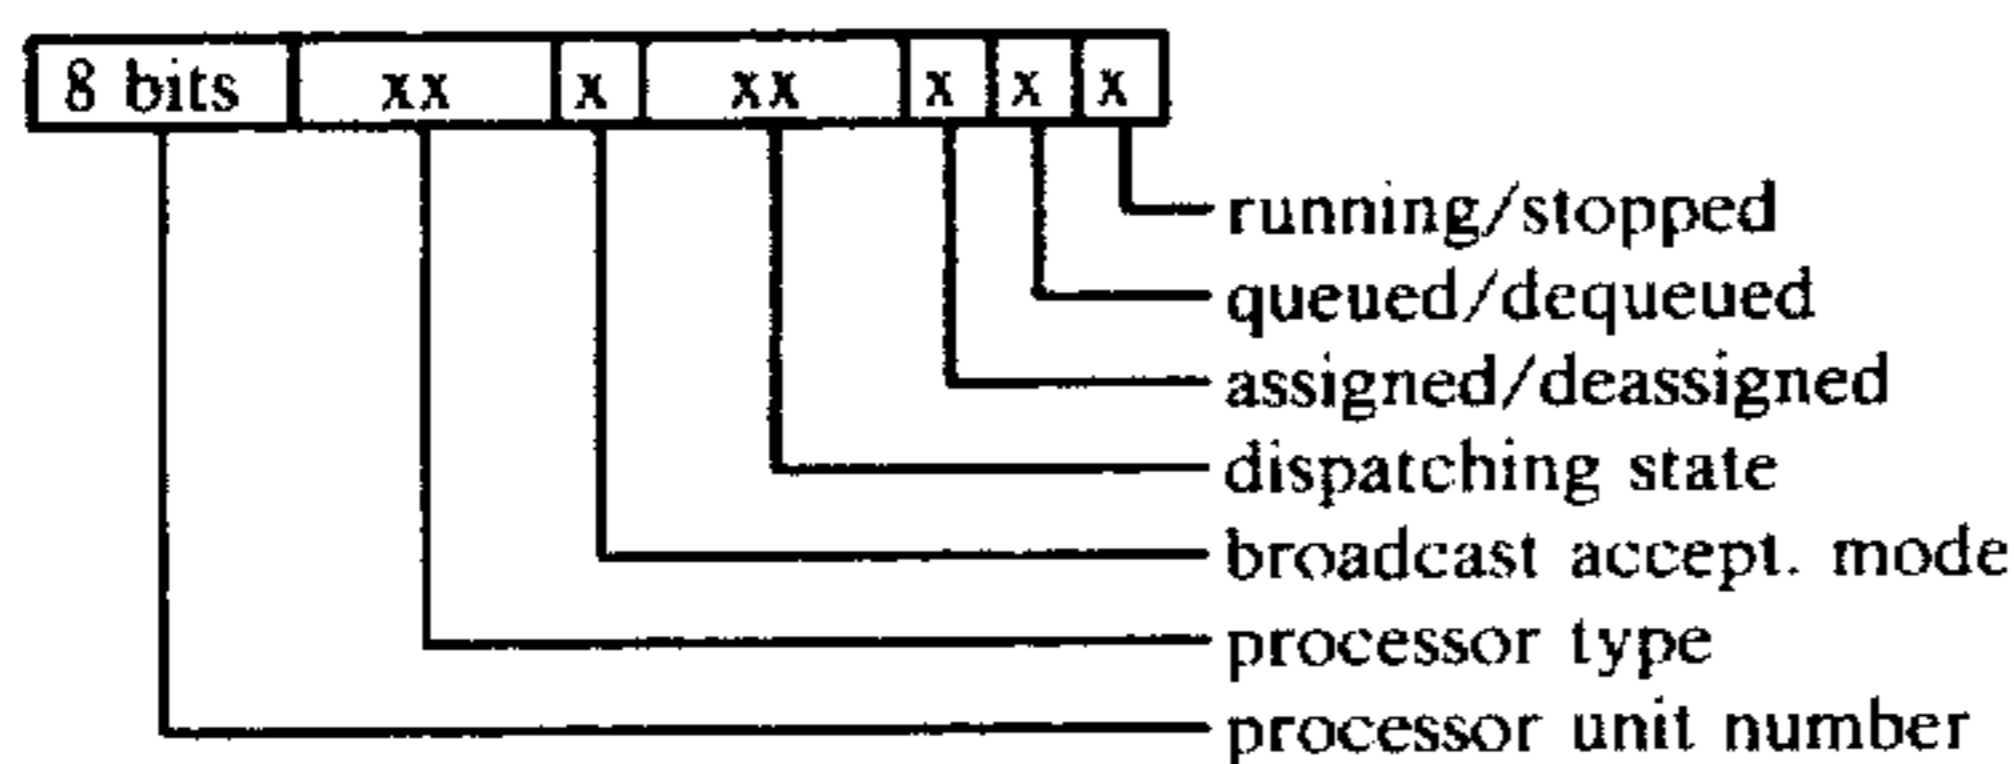 8 bits xx x xx x x x
running/stopped
queued/dequeued
assigned/deassigned
dispatching state
broadcast accept. mode
processor type
processor unit number